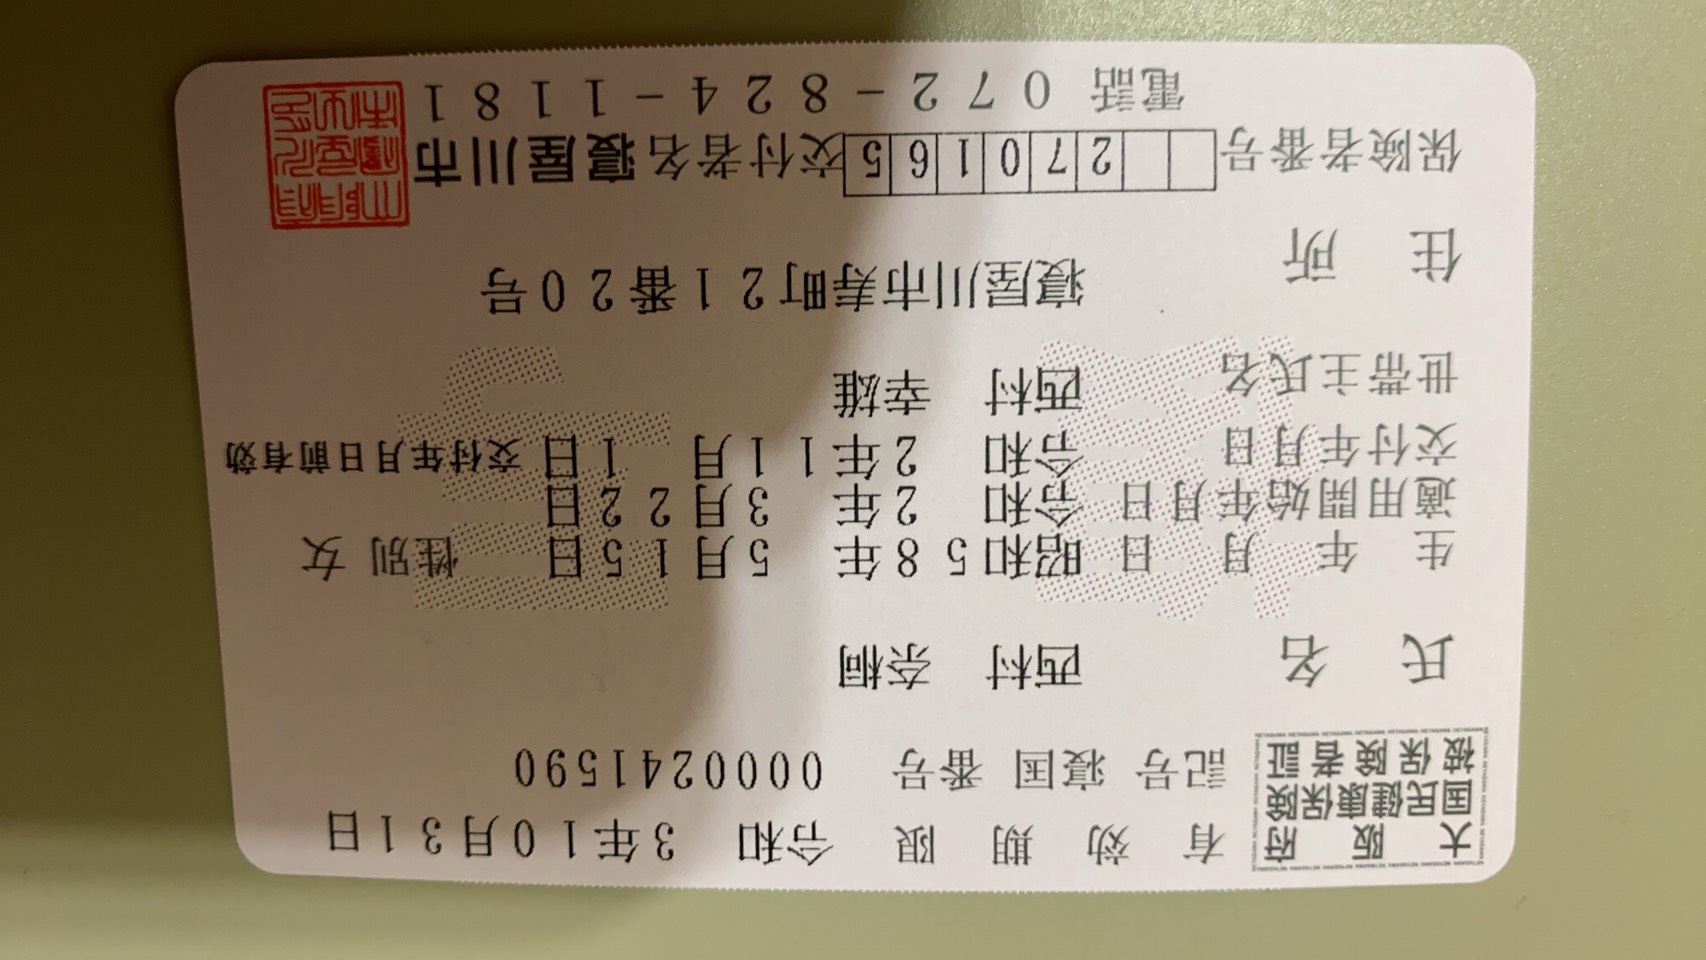 大阪府
国民健康保険
被保険者証
有効期限 令和 3年10月31日
記号 寝国 番号 0000241590
氏名 西村 奈桐
生年月日 昭和58年 5月15日 性別 女
適用開始年月日 令和 2年 3月22日
交付年月日 令和 2年11月 1日 交付年月日前有効
世帯主氏名 西村 幸雄
住所 寝屋川市寿町21番20号
保険者番号 270165 交付者名 寝屋川市
電話 072-824-1181